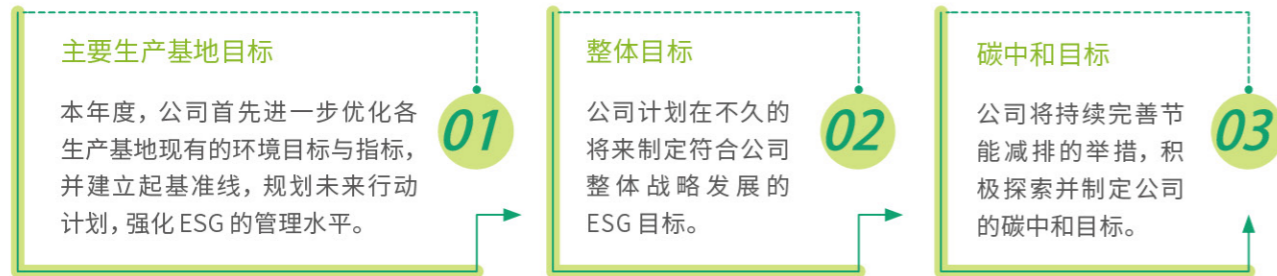 主要生产基地目标
本年度，公司首先进一步优化各
生产基地现有的环境目标与指标，
并建立起基准线，规划未来行动
计划，强化 ESG 的管理水平。
01
整体目标
公司计划在不久的
将来制定符合公司
整体战略发展的
ESG 目标。
02
碳中和目标
公司将持续完善节
能减排的举措，积
极探索并制定公司
的碳中和目标。
03